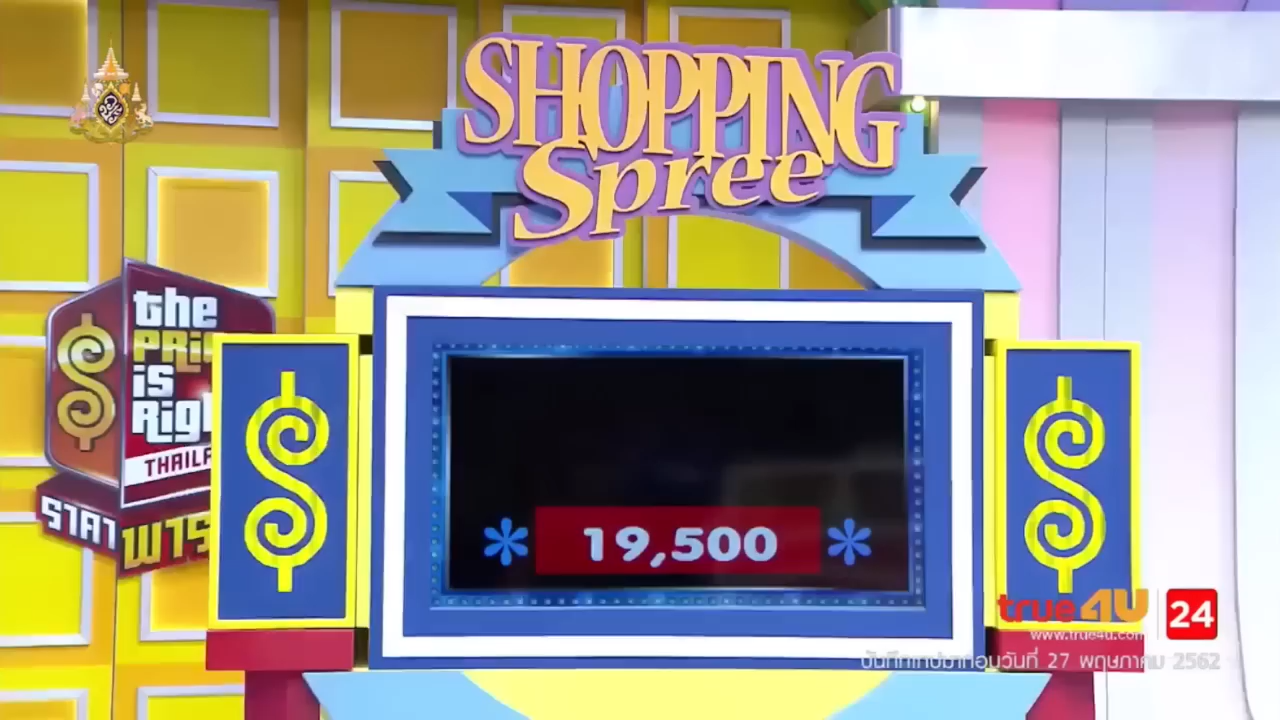 SHOPPING
Spree
the
PRI
is
Righ
THAILA
ราคา
พาร
19,500
true4U 24
www.true4u.com
บันทึกเทปมาก่อนวันที่ 27 พฤษภาคม 2562